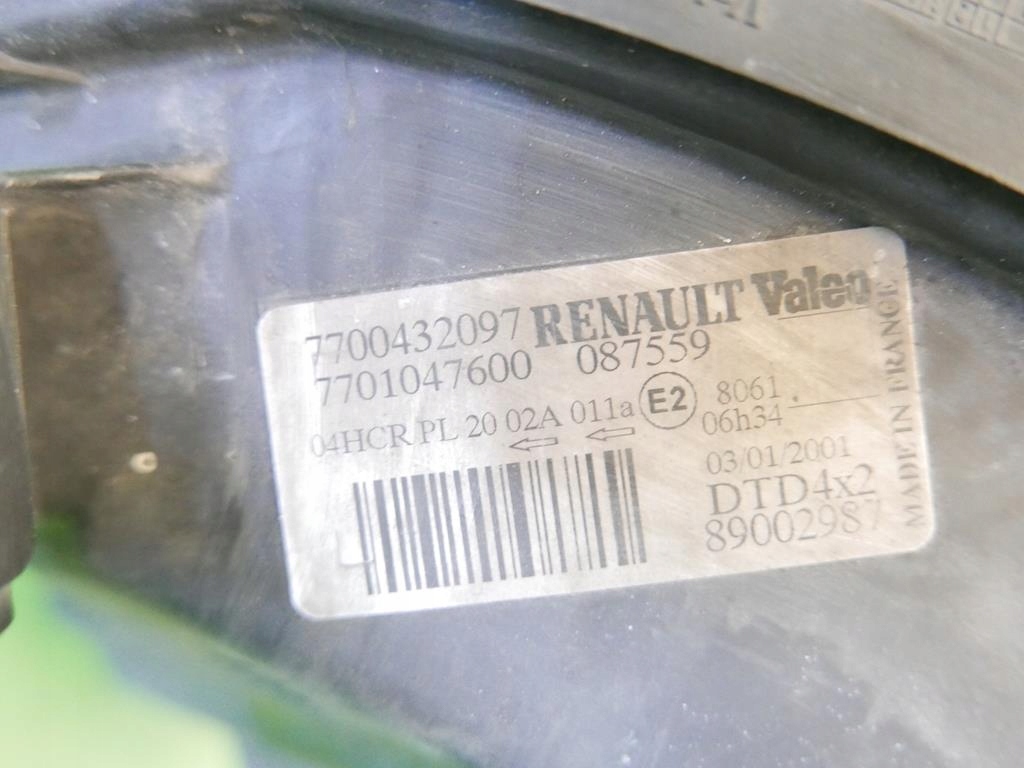 7700432097 RENAULT Valeo
7701047600 087559
04HCR PL 20 02A 011a E2 8061
06h34
03/01/2001
DTD4x2
89002987
MADE IN FRANCE